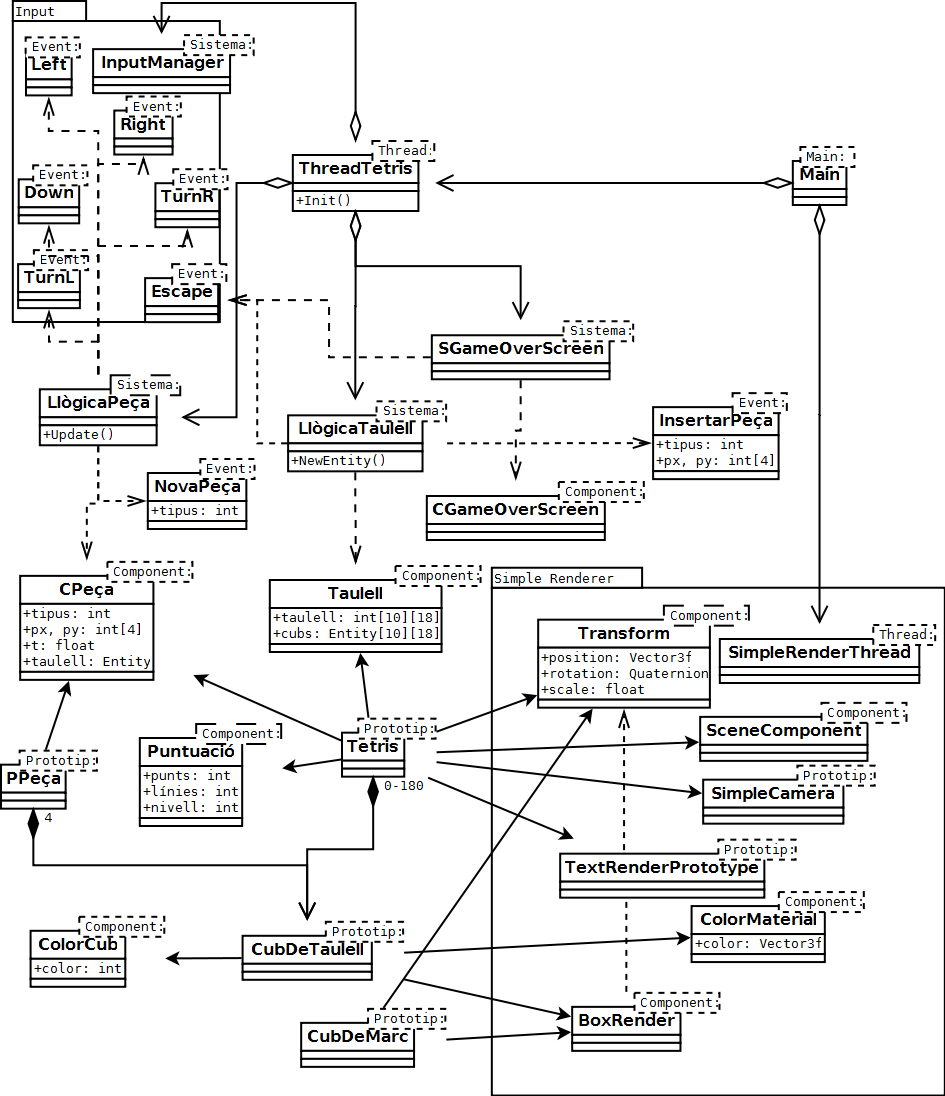 Input
Event:
Left
Sistema:
InputManager
Event:
Right
Event:
Down
Event:
TurnR
Event:
TurnL
Event:
Escape
Thread:
ThreadTetris
+Init()
Main:
Main
Sistema:
SGameOverScreen
Sistema:
LlògicaPeça
+Update()
Sistema:
LlògicaTaulell
+NewEntity()
Event:
InsertarPeça
+tipus: int
+px, py: int[4]
Event:
NovaPeça
+tipus: int
Component:
CGameOverScreen
Component:
CPeça
+tipus: int
+px, py: int[4]
+t: float
+taulell: Entity
Component:
Taulell
+taulell: int[10][18]
+cubs: Entity[10][18]
Simple Renderer
Component:
Transform
+position: Vector3f
+rotation: Quaternion
+scale: float
Thread:
SimpleRenderThread
Component:
SceneComponent
Prototip:
SimpleCamera
Prototip:
PPeça
4
Component:
Puntuació
+punts: int
+línies: int
+nivell: int
Prototip:
Tetris
0-180
Prototip:
TextRenderPrototype
Component:
ColorMaterial
+color: Vector3f
Component:
ColorCub
+color: int
Prototip:
CubDeTaulell
Prototip:
CubDeMarc
Component:
BoxRender